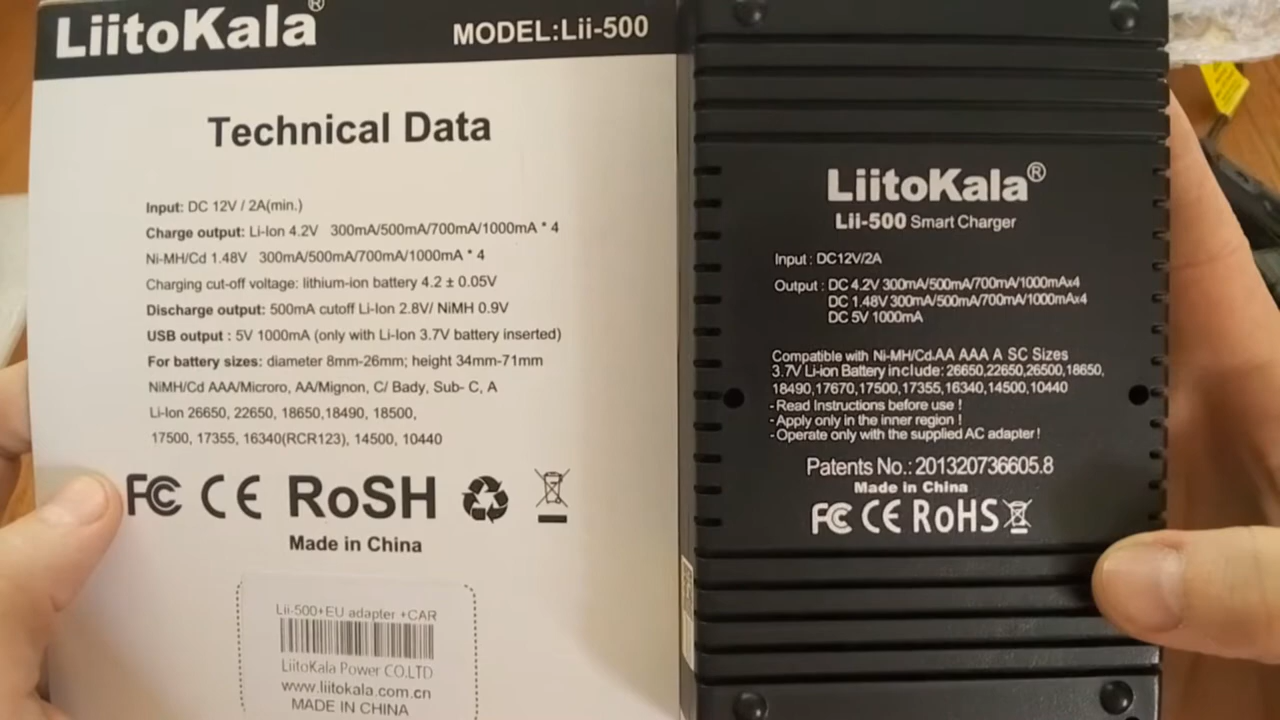 LiitoKala®
MODEL:Lii-500
Technical Data
Input: DC 12V / 2A(min.)
Charge output: Li-Ion 4.2V 300mA/500mA/700mA/1000mA * 4
Ni-MH/Cd 1.48V 300mA/500mA/700mA/1000mA * 4
Charging cut-off voltage: lithium-ion battery 4.2 ± 0.05V
Discharge output: 500mA cutoff Li-Ion 2.8V/ NiMH 0.9V
USB output : 5V 1000mA (only with Li-Ion 3.7V battery inserted)
For battery sizes: diameter 8mm-26mm; height 34mm-71mm
NiMH/Cd AAA/Microro, AA/Mignon, C/ Bady, Sub- C, A
Li-Ion 26650, 22650, 18650,18490, 18500,
17500, 17355, 16340(RCR123), 14500, 10440
FC CE RoSH
Made in China
Lii-500+EU adapter +CAR
LiitoKala Power CO.LTD
www.liitokala.com.cn
MADE IN CHINA
LiitoKala®
Lii-500 Smart Charger
Input : DC12V/2A
Output : DC 4.2V 300mA/500mA/700mA/1000mAx4
DC 1.48V 300mA/500mA/700mA/1000mAx4
DC 5V 1000mA
Compatible with Ni-MH/Cd-AA AAA A SC Sizes
3.7V Li-ion Battery include: 26650,22650,26500,18650,
18490,17670,17500,17355,16340,14500,10440
- Read Instructions before use !
- Apply only in the inner region !
- Operate only with the supplied AC adapter!
Patents No.: 201320736605.8
Made in China
FC CE RoHS